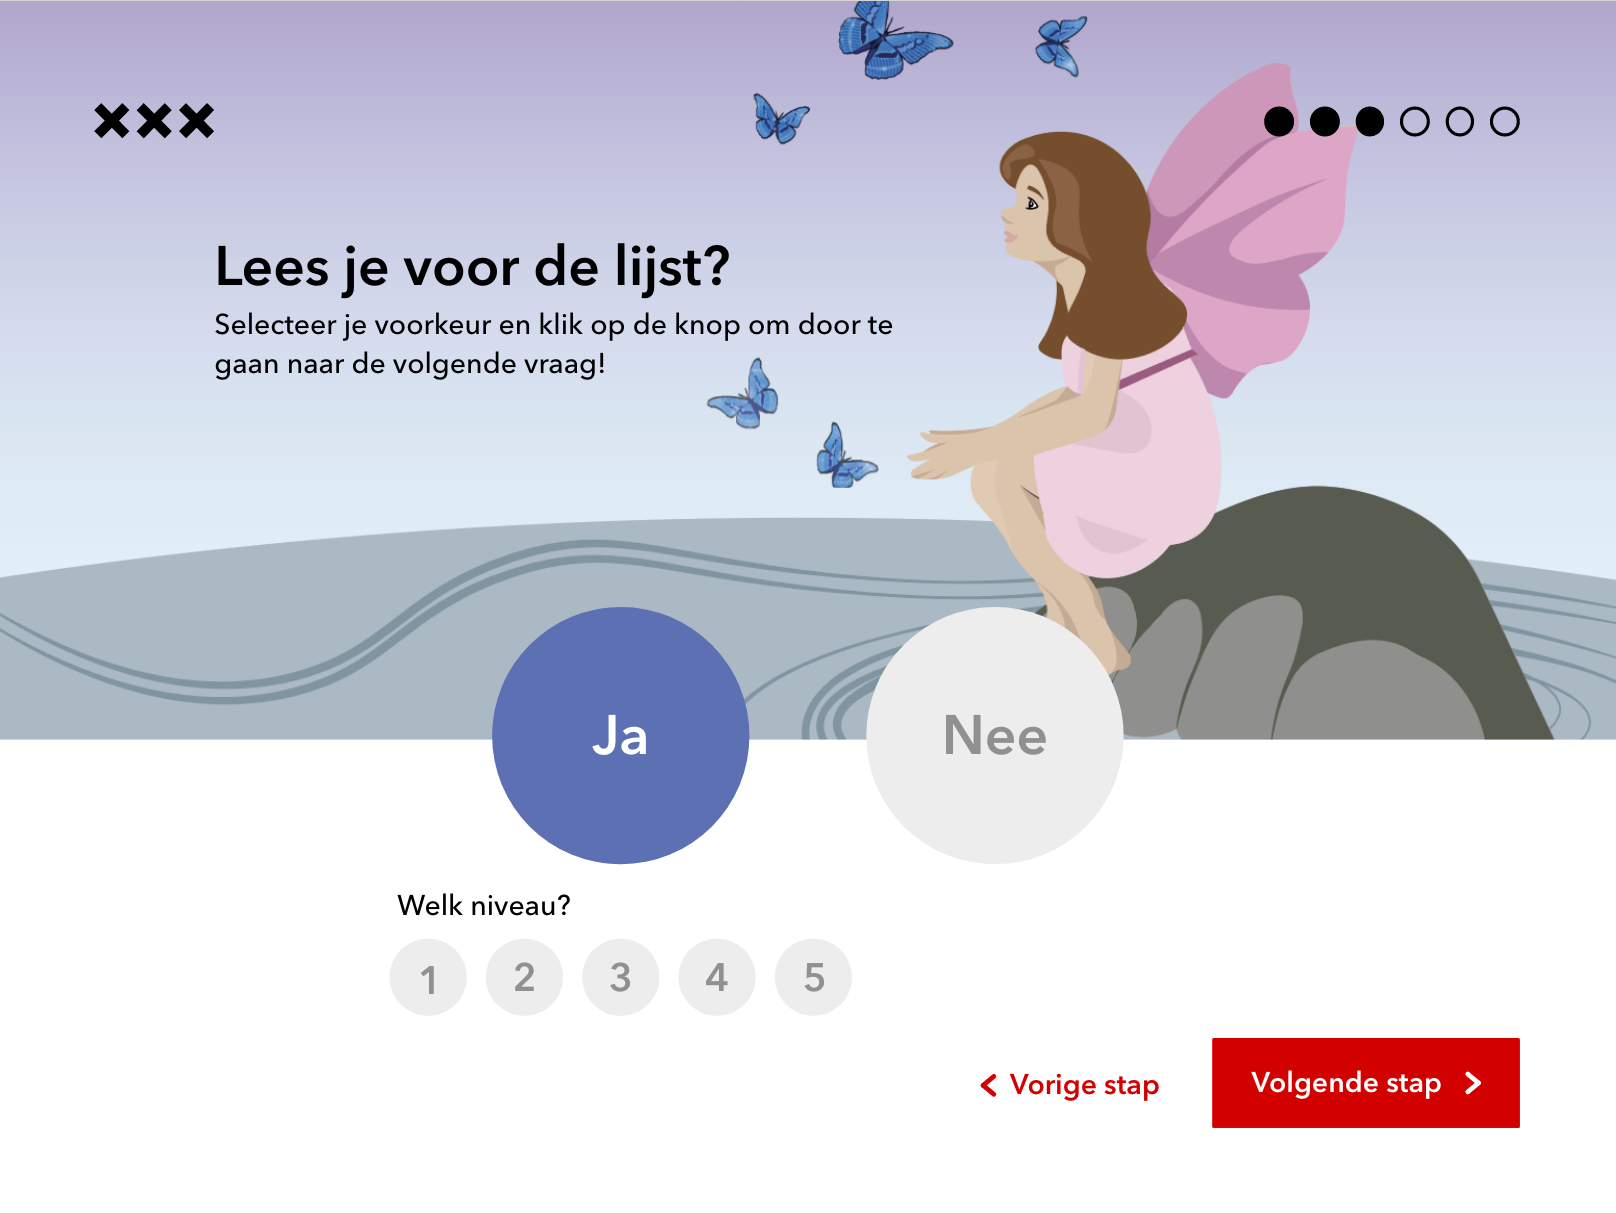 Lees je voor de lijst?
Selecteer je voorkeur en klik op de knop om door te
gaan naar de volgende vraag!
Ja
Nee
Welk niveau?
1 2 3 4 5
Vorige stap
Volgende stap